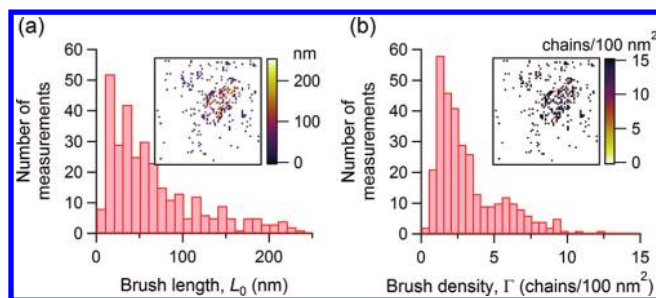 (a)
nm
60
50
40
30
20
10
0
Number of
measurements
200
100
0
0
100
200
Brush length, L₀ (nm)
(b)
chains/100 nm²
60
50
40
30
20
10
0
Number of
measurements
15
10
5
0
0
5
10
15
Brush density, Γ (chains/100 nm²)